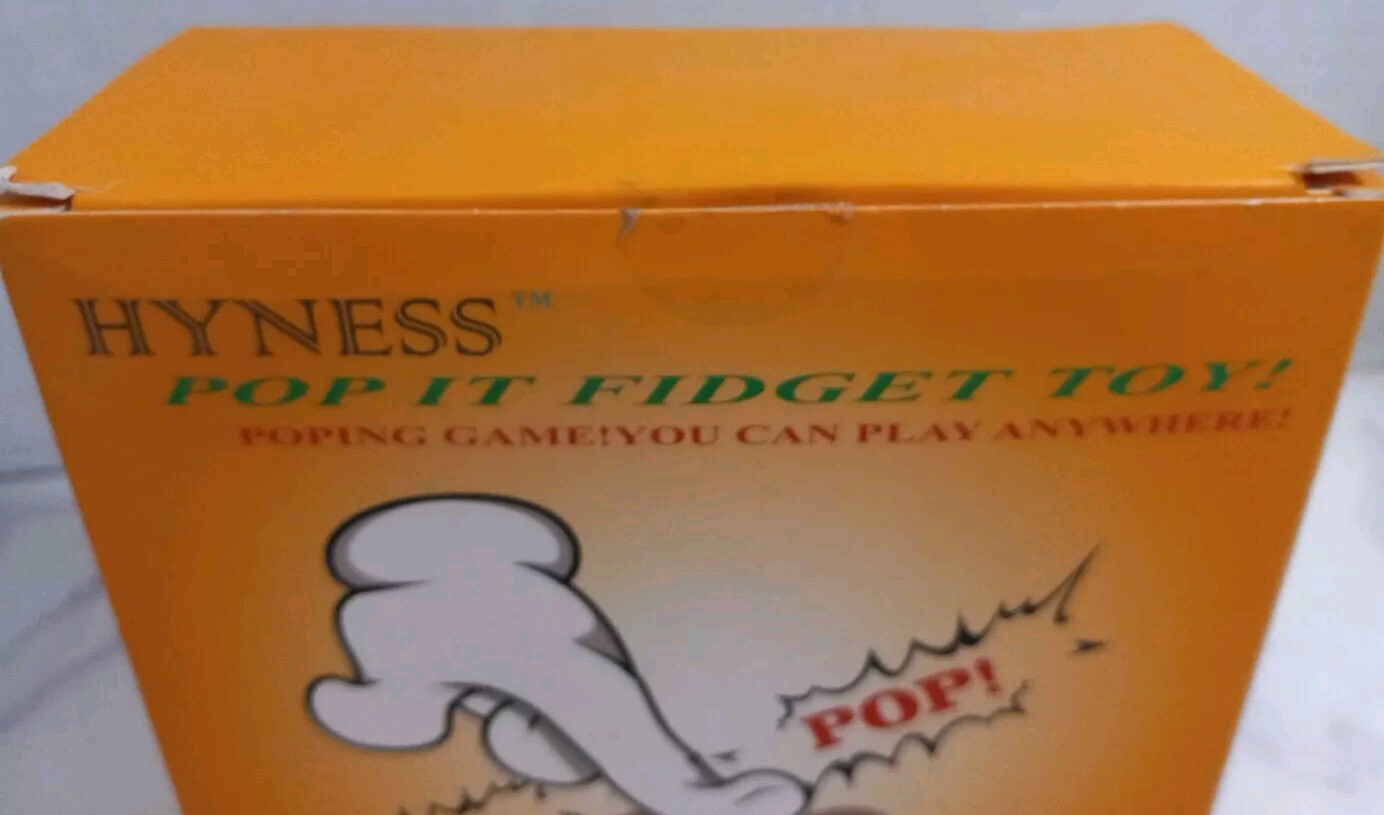 HYNESS™
POP IT FIDGET TOY!
POPING GAME!YOU CAN PLAY ANYWHERE!
POP!